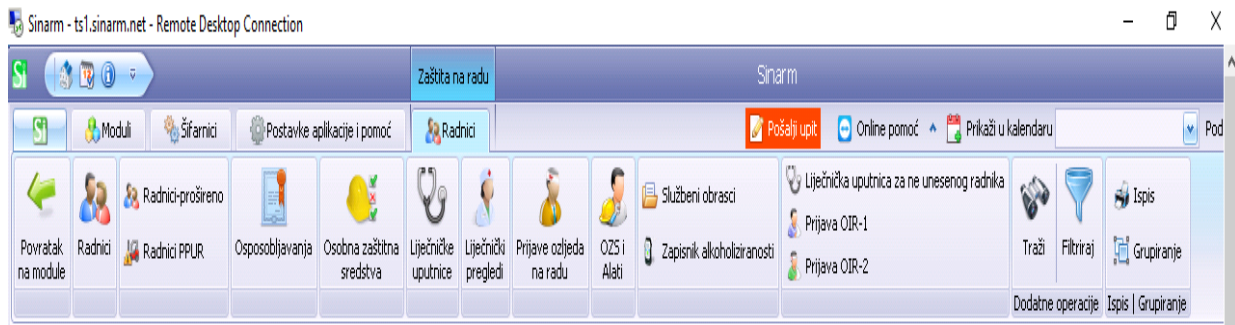 Sinarm - ts1.sinarm.net - Remote Desktop Connection
Si
Zaštita na radu
Sinarm
Si
Moduli
Šifarnici
Postavke aplikacije i pomoć
Radnici
Pošalji upit
Online pomoć
Prikaži u kalendaru
Pod
Povratak
na module
Radnici
Radnici-prošireno
Radnici PPUR
Osposobljavanja
Osobna zaštitna
sredstva
Liječničke
uputnice
Liječnički
pregledi
Prijave ozljeda
na radu
OZS i
Alati
Službeni obrasci
Zapisnik alkoholiziranosti
Liječnička uputnica za ne unesenog radnika
Prijava OIR-1
Prijava OIR-2
Traži
Filtriraj
Ispis
Grupiranje
Dodatne operacije
Ispis | Grupiranje